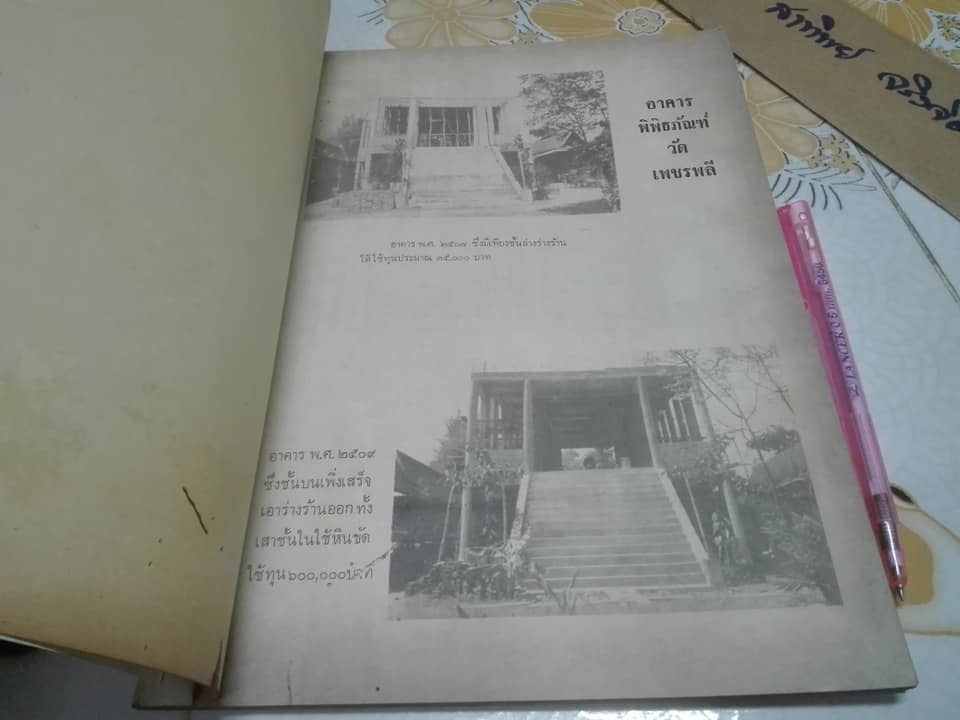 อาคาร
พิพิธภัณฑ์
วัด
เพชรพลี
อาคาร พ.ศ. ๒๕๐๗ ซึ่งมีเพียงชั้นล่างร่างร้าน
ได้ใช้ทุนประมาณ ๓๕,๐๐๐ บาท
อาคาร พ.ศ. ๒๕๐๙
ซึ่งชั้นบนเพิ่งเสร็จ
เอาร่างร้านออก ทั้ง
เสาชั้นในใช้หินขัด
ใช้ทุน ๖๐๐,๐๐๐
LANCER 0.5 mm.